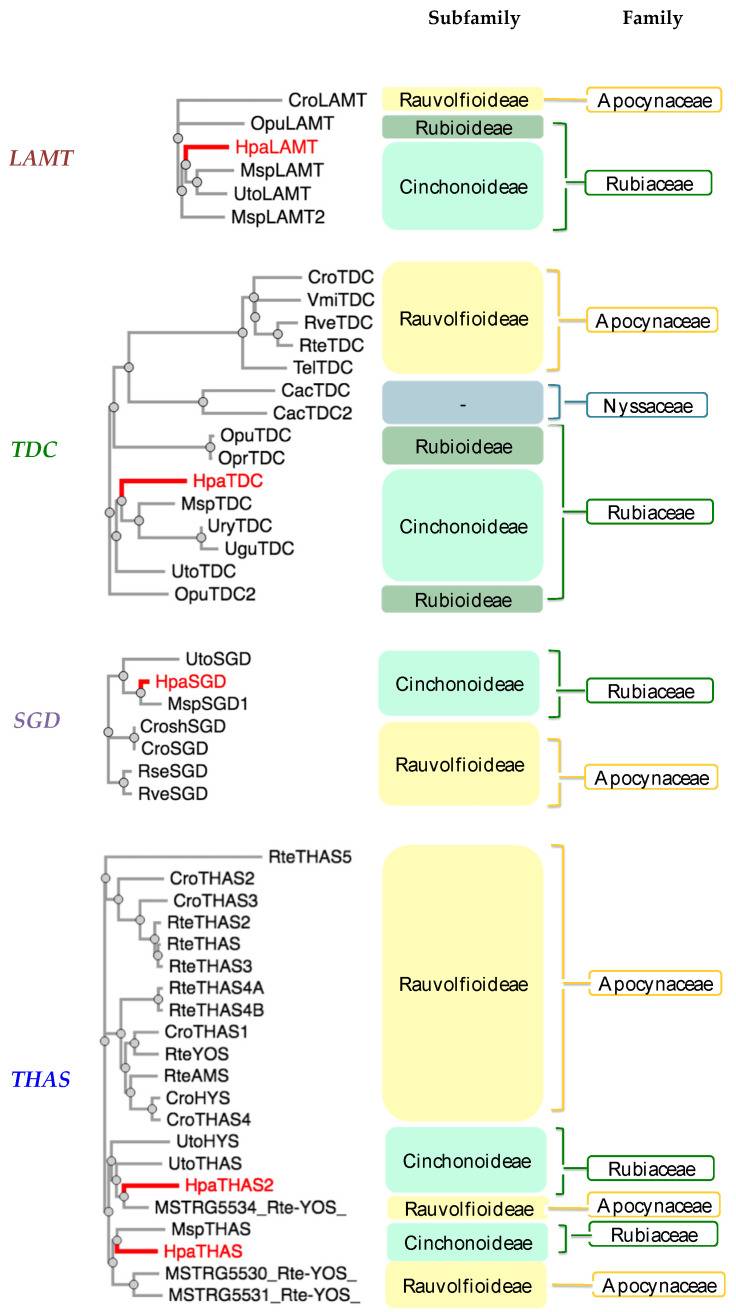 Subfamily Family
LAMT
CroLAMT Rauvolfioideae Apocynaceae
OpuLAMT Rubioideae
HpaLAMT
MspLAMT Cinchonoideae Rubiaceae
UtoLAMT
MspLAMT2
TDC
CroTDC
VmiTDC
RveTDC Rauvolfioideae Apocynaceae
RteTDC
TelTDC
CacTDC
- Nyssaceae
CacTDC2
OpuTDC
Rubioideae
OprTDC
HpaTDC
MspTDC
UryTDC Cinchonoideae Rubiaceae
UguTDC
UtoTDC
OpuTDC2 Rubioideae
SGD
UtoSGD
HpaSGD Cinchonoideae Rubiaceae
MspSGD1
CroshSGD
CroSGD
RseSGD Rauvolfioideae Apocynaceae
RveSGD
THAS
RteTHAS5
CroTHAS2
CroTHAS3
RteTHAS2
RteTHAS
RteTHAS3
RteTHAS4A Rauvolfioideae Apocynaceae
RteTHAS4B
CroTHAS1
RteYOS
RteAMS
CroHYS
CroTHAS4
UtoHYS
UtoTHAS Cinchonoideae Rubiaceae
HpaTHAS2
MSTRG5534_Rte-YOS_ Rauvolfioideae Apocynaceae
MspTHAS
Cinchonoideae Rubiaceae
HpaTHAS
MSTRG5530_Rte-YOS_
Rauvolfioideae Apocynaceae
MSTRG5531_Rte-YOS_